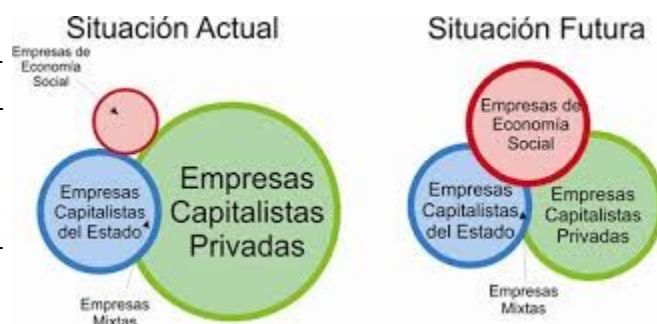 Situación Actual
Empresas de
Economía
Social
Empresas
Capitalistas
del Estado
Empresas
Capitalistas
Privadas
Empresas
Mixtas
Situación Futura
Empresas de
Economía
Social
Empresas
Capitalistas
del Estado
Empresas
Capitalistas
Privadas
Empresas
Mixtas